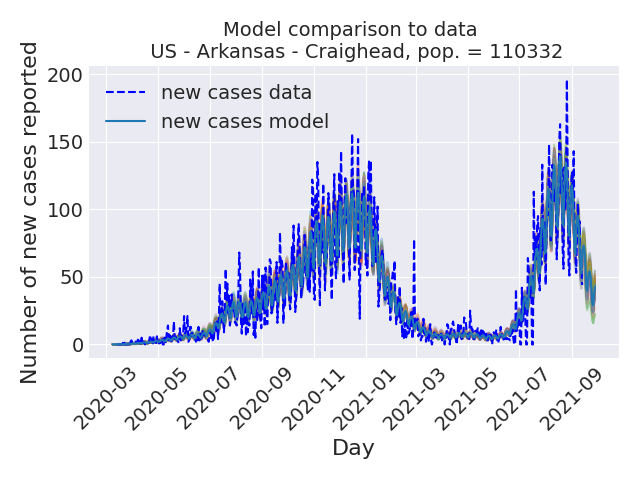 Model comparison to data
US - Arkansas - Craighead, pop. = 110332
Number of new cases reported
200
150
100
50
0
new cases data
new cases model
2020-03
2020-05
2020-07
2020-09
2020-11
2021-01
2021-03
2021-05
2021-07
2021-09
Day